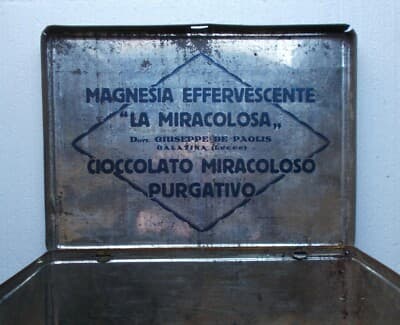 MAGNESIA EFFERVESCENTE
"LA MIRACOLOSA„
Dott. GIUSEPPE DE PAOLIS
GALATINA (Lecce)
CIOCCOLATO MIRACOLOSO
PURGATIVO